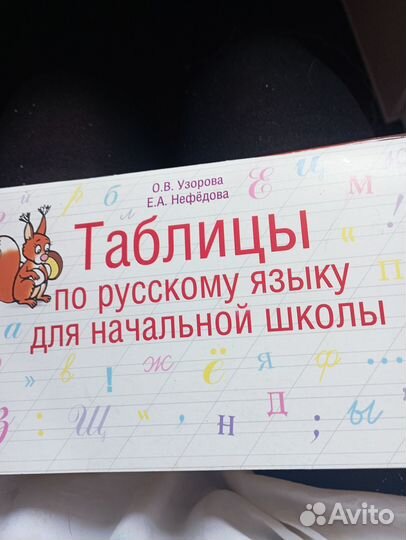 О.В. Узорова
Е.А. Нефёдова
Таблицы
по русскому языку
для начальной школы
Avito